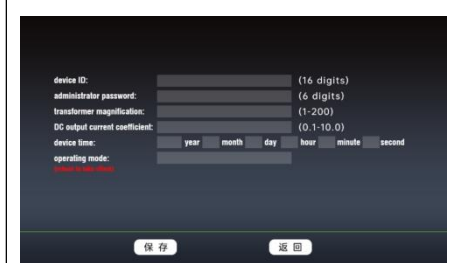 device ID: (16 digits)
administrator password: (6 digits)
transformer magnification: (1-200)
DC output current coefficient: (0.1-10.0)
device time: year month day hour minute second
operating mode:
保存 返回